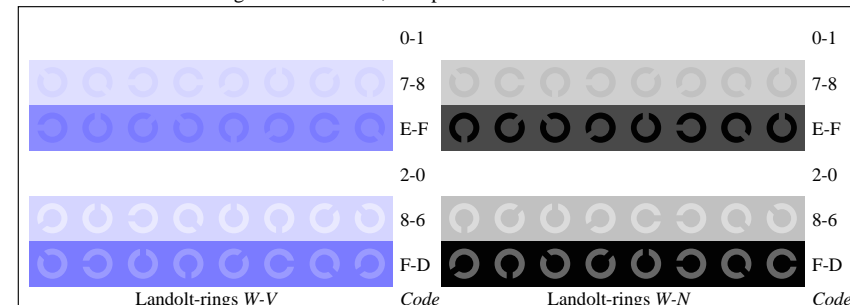 0-1 0-1
7-8 7-8
E-F E-F
2-0 2-0
8-6 8-6
F-D F-D
Landolt-rings W-V Code Landolt-rings W-N Code